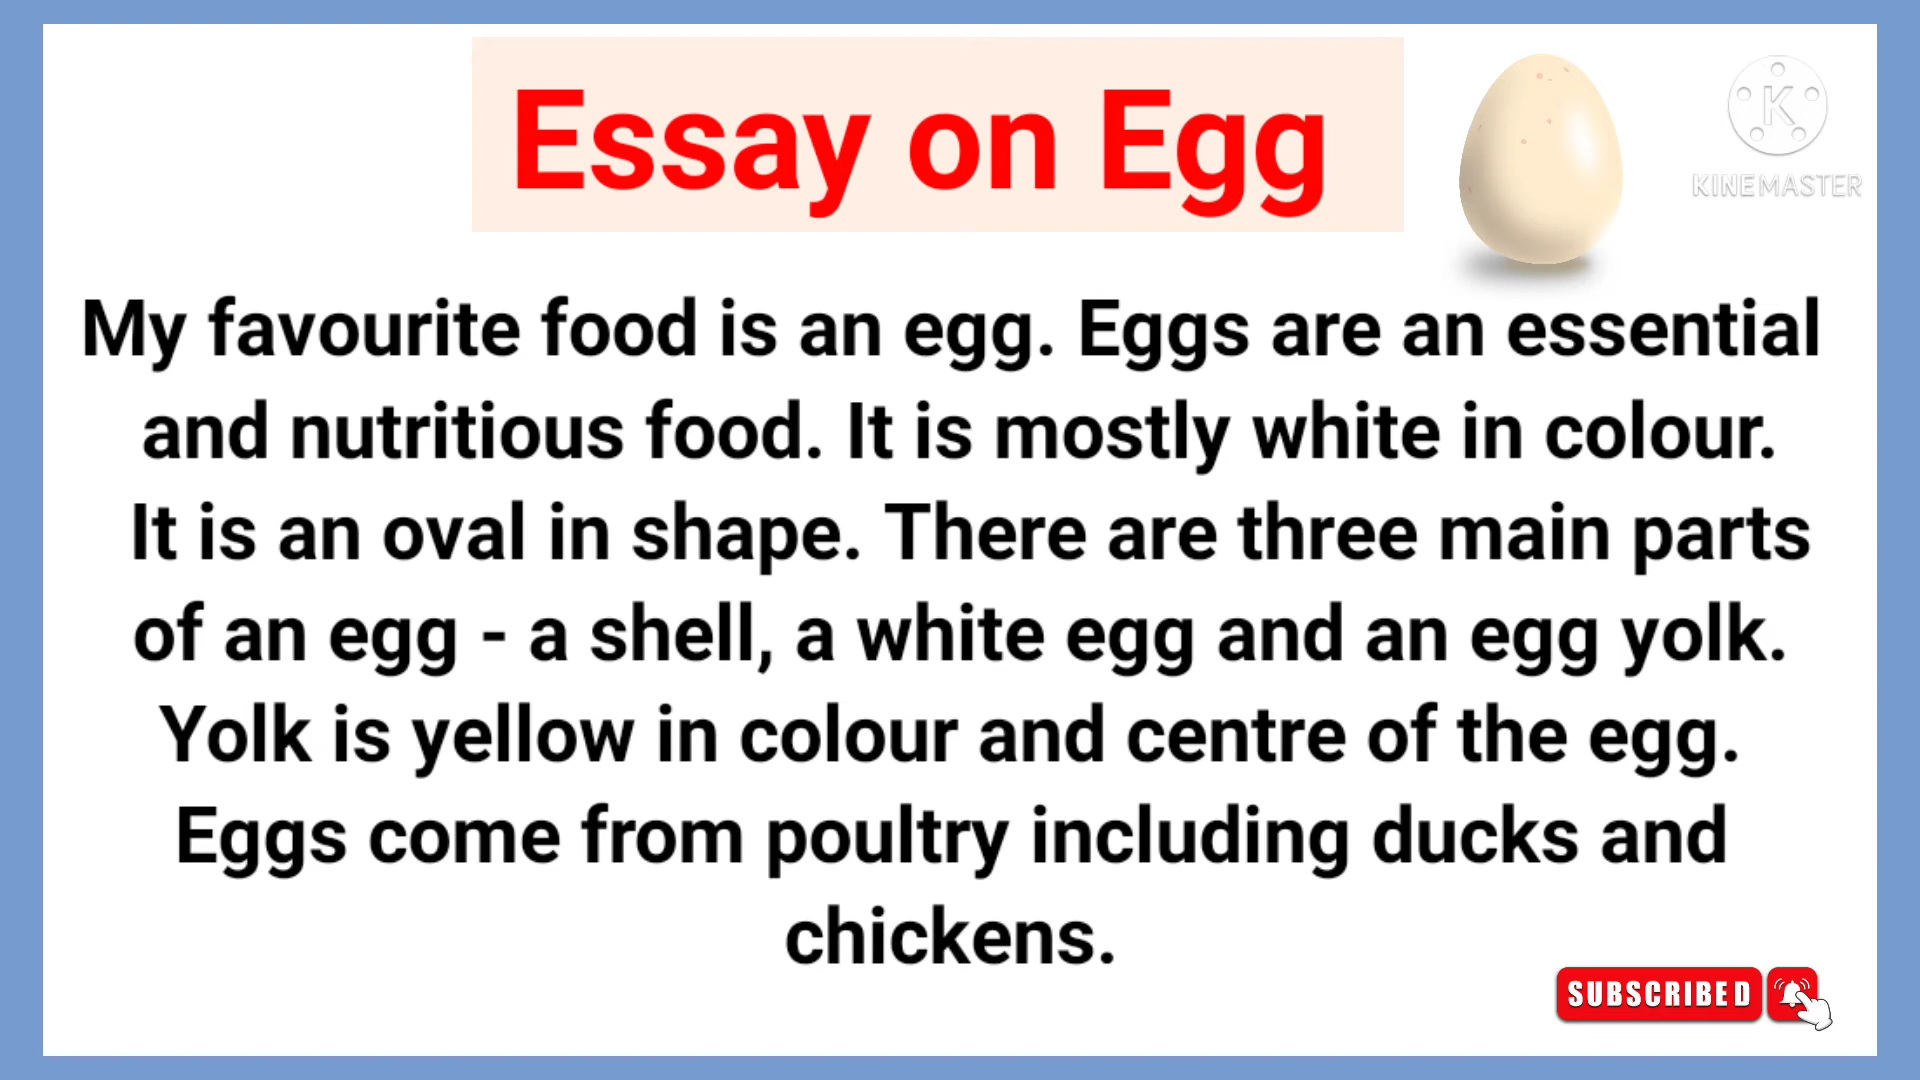 Essay on Egg
KINEMASTER
My favourite food is an egg. Eggs are an essential
and nutritious food. It is mostly white in colour.
It is an oval in shape. There are three main parts
of an egg - a shell, a white egg and an egg yolk.
Yolk is yellow in colour and centre of the egg.
Eggs come from poultry including ducks and
chickens.
SUBSCRIBED